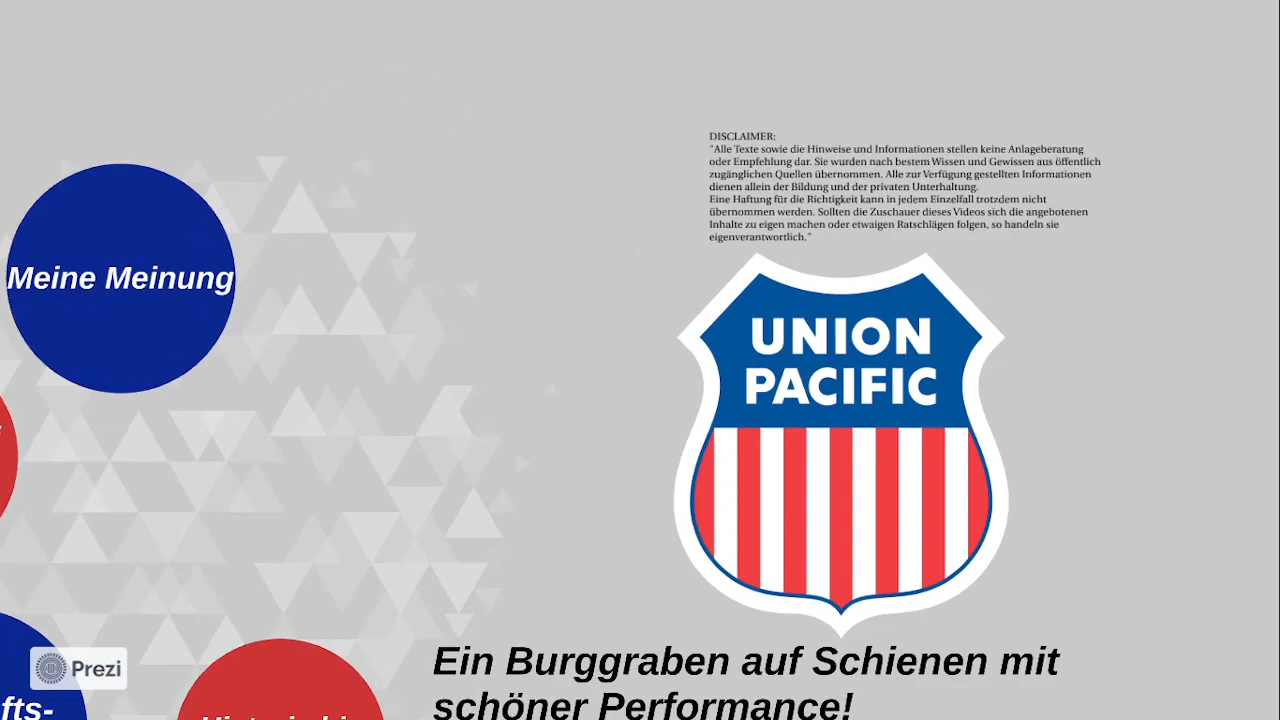 DISCLAIMER:
"Alle Texte sowie die Hinweise und Informationen stellen keine Anlageberatung
oder Empfehlung dar. Sie wurden nach bestem Wissen und Gewissen aus öffentlich
zugänglichen Quellen übernommen. Alle zur Verfügung gestellten Informationen
dienen allein der Bildung und der privaten Unterhaltung.
Eine Haftung für die Richtigkeit kann in jedem Einzelfall trotzdem nicht
übernommen werden. Sollten die Zuschauer dieses Videos sich die angebotenen
Inhalte zu eigen machen oder etwaigen Ratschlägen folgen, so handeln sie
eigenverantwortlich."
Meine Meinung
UNION
PACIFIC
Ein Burggraben auf Schienen mit
schöner Performance!
Prezi
fts-